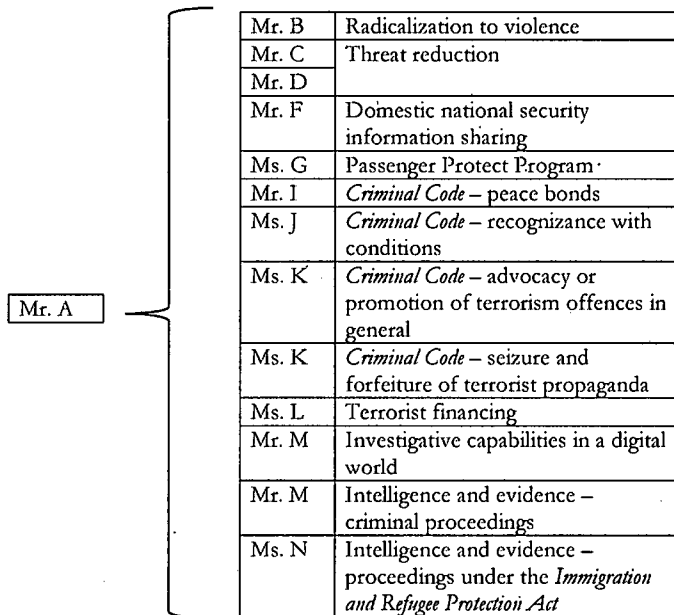 Mr. B Radicalization to violence
Mr. C Threat reduction
Mr. D
Mr. F Domestic national security
information sharing
Ms. G Passenger Protect Program
Mr. I Criminal Code – peace bonds
Ms. J Criminal Code – recognizance with
conditions
Ms. K Criminal Code – advocacy or
promotion of terrorism offences in
general
Mr. A
Ms. K Criminal Code – seizure and
forfeiture of terrorist propaganda
Ms. L Terrorist financing
Mr. M Investigative capabilities in a digital
world
Mr. M Intelligence and evidence –
criminal proceedings
Ms. N Intelligence and evidence –
proceedings under the Immigration
and Refugee Protection Act